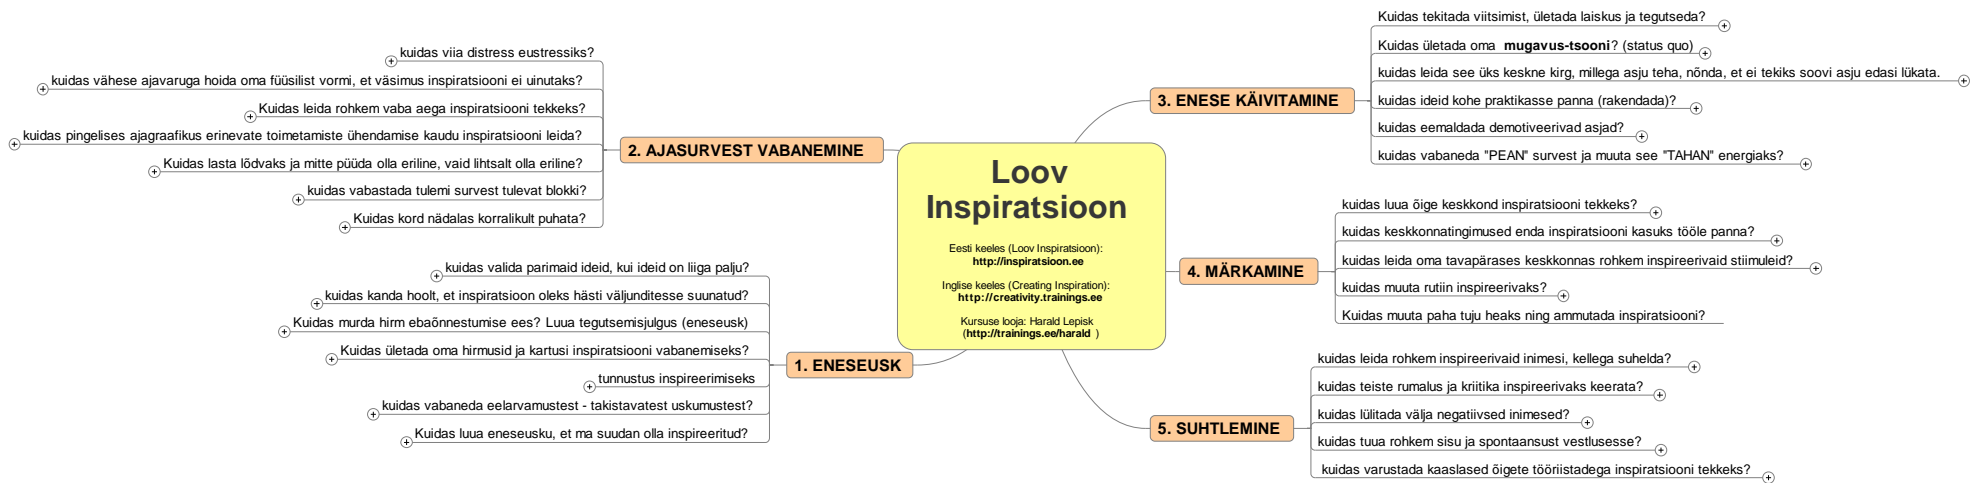 Loov
Inspiratsioon
Eesti keeles (Loov Inspiratsioon):
http://inspiratsioon.ee
Inglise keeles (Creating Inspiration):
http://creativity.trainings.ee
Kursuse looja: Harald Lepisk
(http://trainings.ee/harald )
1. ENESEUSK
kuidas valida parimaid ideid, kui ideid on liiga palju?
kuidas kanda hoolt, et inspiratsioon oleks hästi väljunditesse suunatud?
Kuidas murda hirm ebaõnnestumise ees? Luua tegutsemisjulgus (eneseusk)
Kuidas ületada oma hirmusid ja kartusi inspiratsiooni vabanemiseks?
tunnustus inspireerimiseks
kuidas vabaneda eelarvamustest - takistavatest uskumustest?
Kuidas luua eneseusku, et ma suudan olla inspireeritud?
2. AJASURVEST VABANEMINE
kuidas viia distress eustressiks?
kuidas vähese ajavaruga hoida oma füüsilist vormi, et väsimus inspiratsiooni ei uinutaks?
Kuidas leida rohkem vaba aega inspiratsiooni tekkeks?
kuidas pingelises ajagraafikus erinevate toimetamiste ühendamise kaudu inspiratsiooni leida?
Kuidas lasta lõdvaks ja mitte püüda olla eriline, vaid lihtsalt olla eriline?
kuidas vabastada tulemi survest tulevat blokki?
Kuidas kord nädalas korralikult puhata?
3. ENESE KÄIVITAMINE
Kuidas tekitada viitsimist, ületada laiskus ja tegutseda?
Kuidas ületada oma mugavus-tsooni? (status quo)
kuidas leida see üks keskne kirg, millega asju teha, nõnda, et ei tekiks soovi asju edasi lükata.
kuidas ideid kohe praktikasse panna (rakendada)?
kuidas eemaldada demotiveerivad asjad?
kuidas vabaneda "PEAN" survest ja muuta see "TAHAN" energiaks?
4. MÄRKAMINE
kuidas luua õige keskkond inspiratsiooni tekkeks?
kuidas keskkonnatingimused enda inspiratsiooni kasuks tööle panna?
kuidas leida oma tavapärases keskkonnas rohkem inspireerivaid stiimuleid?
kuidas muuta rutiin inspireerivaks?
Kuidas muuta paha tuju heaks ning ammutada inspiratsiooni?
5. SUHTLEMINE
kuidas leida rohkem inspireerivaid inimesi, kellega suhelda?
kuidas teiste rumalus ja kriitika inspireerivaks keerata?
kuidas lülitada välja negatiivsed inimesed?
kuidas tuua rohkem sisu ja spontaansust vestlusesse?
kuidas varustada kaaslased õigete tööriistadega inspiratsiooni tekkeks?